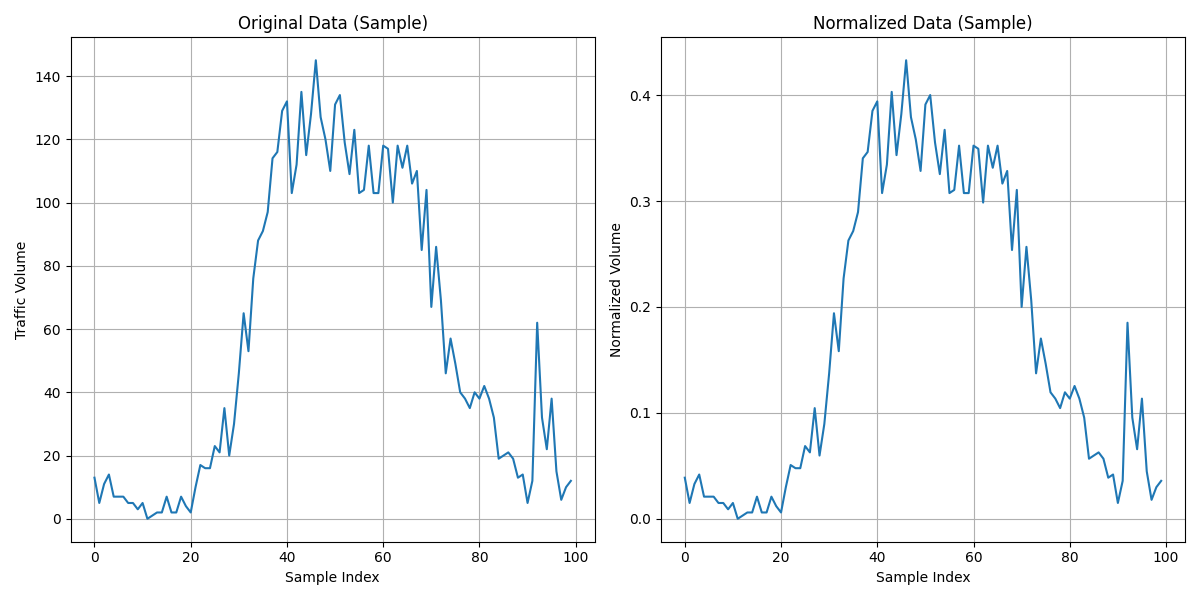 Original Data (Sample)
Traffic Volume
140
120
100
80
60
40
20
0
0 20 40 60 80 100
Sample Index
Normalized Data (Sample)
Normalized Volume
0.4
0.3
0.2
0.1
0.0
0 20 40 60 80 100
Sample Index